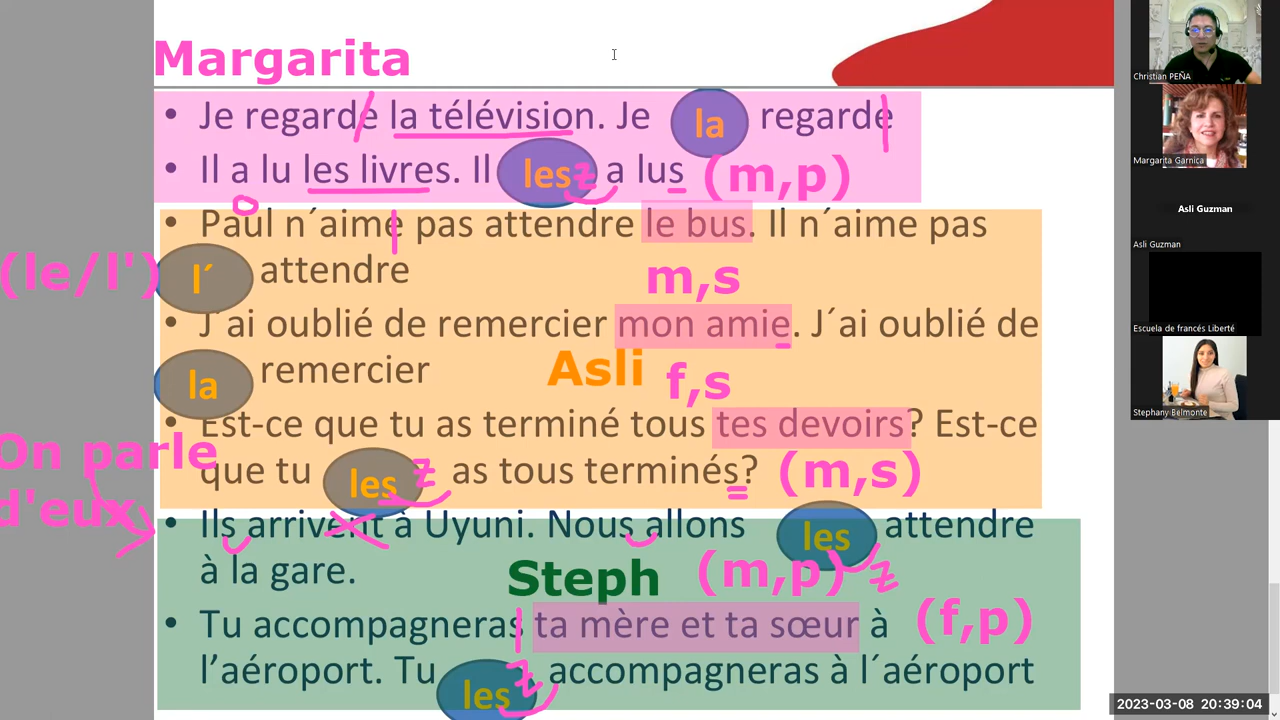 Margarita
• Je regarde la télévision. Je la regarde
• Il a lu les livres. Il les z a lus (m,p)
• Paul n´aime pas attendre le bus. Il n´aime pas
(le/l') l´ attendre m,s
• J´ai oublié de remercier mon amie. J´ai oublié de
la remercier Asli f,s
• Est-ce que tu as terminé tous tes devoirs? Est-ce
On parle
que tu les z as tous terminés? (m,s)
d'eux
• Ils arrivent à Uyuni. Nous allons les attendre
à la gare. Steph (m,p) z
• Tu accompagneras ta mère et ta sœur à (f,p)
l’aéroport. Tu les z accompagneras à l´aéroport
Christian PEÑA
Margarita Garnica
Asli Guzman
Asli Guzman
Escuela de francés Liberté
Stephany Belmonte
2023-03-08 20:39:04